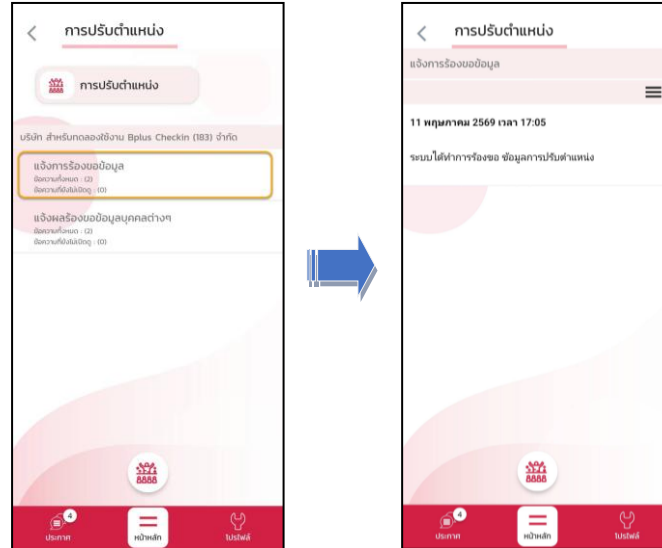 การปรับตำแหน่ง
การปรับตำแหน่ง
บริษัท สำหรับทดลองใช้งาน Bplus Checkin (183) จำกัด
แจ้งการร้องขอข้อมูล
ข้อความทั้งหมด : (2)
ข้อความที่ยังไม่เปิดดู : (0)
แจ้งผลร้องขอข้อมูลบุคคลต่างๆ
ข้อความทั้งหมด : (2)
ข้อความที่ยังไม่เปิดดู : (0)
4
ประกาศ
หน้าหลัก
โปรไฟล์
การปรับตำแหน่ง
แจ้งการร้องขอข้อมูล
11 พฤษภาคม 2569 เวลา 17:05
ระบบได้ทำการร้องขอ ข้อมูลการปรับตำแหน่ง
4
ประกาศ
หน้าหลัก
โปรไฟล์